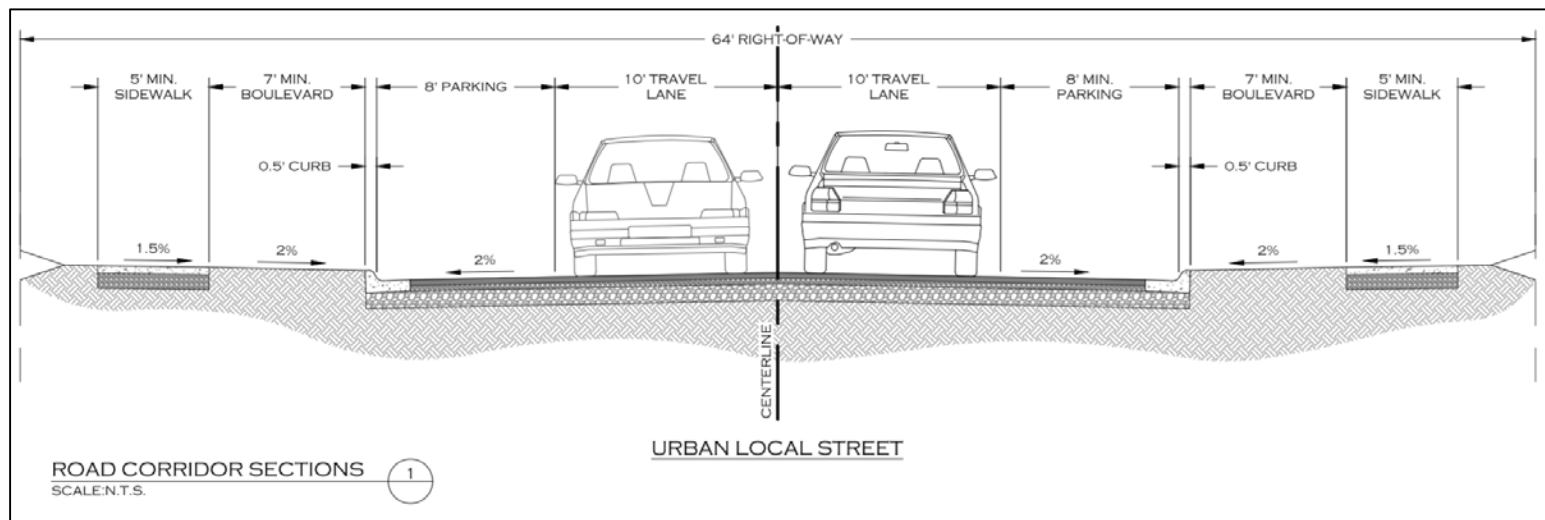 64' RIGHT-OF-WAY
5' MIN.
SIDEWALK
7' MIN.
BOULEVARD
8' PARKING
10' TRAVEL
LANE
10' TRAVEL
LANE
8' MIN.
PARKING
7' MIN.
BOULEVARD
5' MIN.
SIDEWALK
0.5' CURB
0.5' CURB
1.5%
2%
2%
2%
2%
1.5%
CENTERLINE
URBAN LOCAL STREET
ROAD CORRIDOR SECTIONS
1
SCALE:N.T.S.